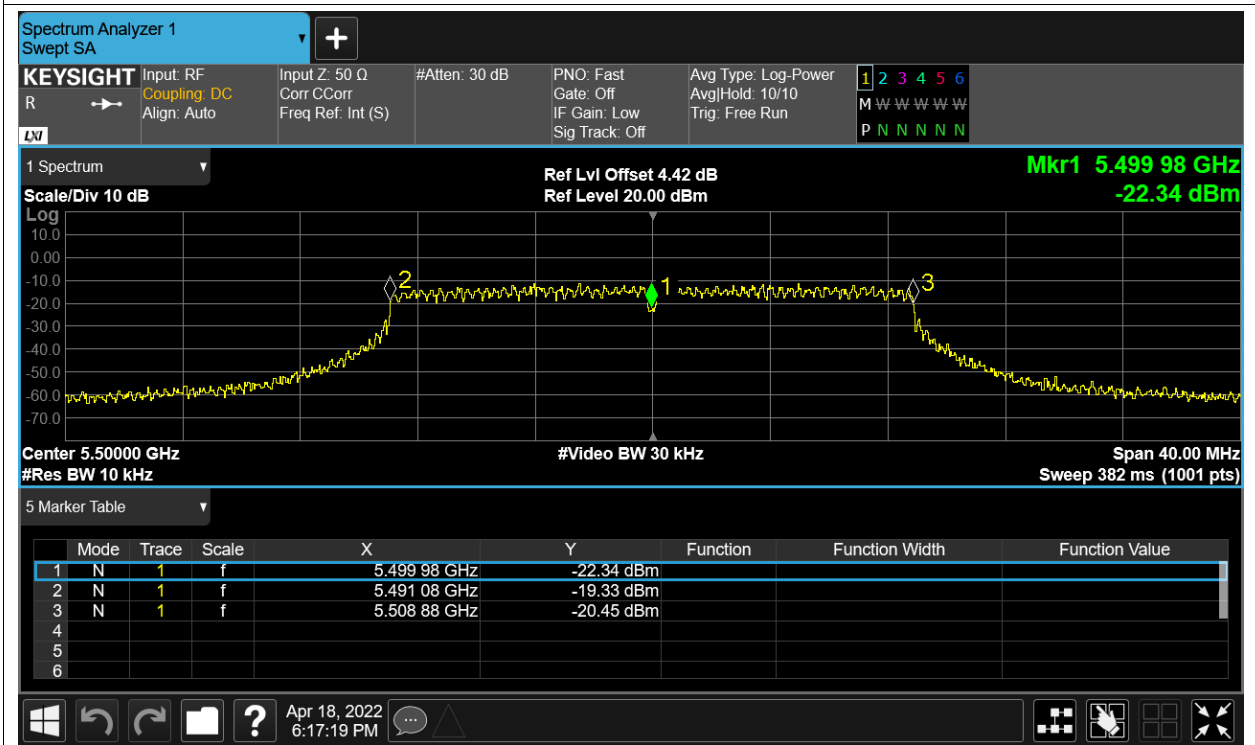 Spectrum Analyzer 1
Swept SA
KEYSIGHT Input: RF Input Z: 50 Ω #Atten: 30 dB PNO: Fast Avg Type: Log-Power 1 2 3 4 5 6
R Coupling: DC Corr CCorr Gate: Off Avg|Hold: 10/10 M W W W W W
Align: Auto Freq Ref: Int (S) IF Gain: Low Trig: Free Run
LXI Sig Track: Off P N N N N N
1 Spectrum Ref Lvl Offset 4.42 dB Mkr1 5.499 98 GHz
Scale/Div 10 dB Ref Level 20.00 dBm -22.34 dBm
Log
10.0
0.00
-10.0 2 1 3
-20.0
-30.0
-40.0
-50.0
-60.0
-70.0
Center 5.50000 GHz #Video BW 30 kHz Span 40.00 MHz
#Res BW 10 kHz Sweep 382 ms (1001 pts)
5 Marker Table
Mode Trace Scale X Y Function Function Width Function Value
1 N 1 f 5.499 98 GHz -22.34 dBm
2 N 1 f 5.491 08 GHz -19.33 dBm
3 N 1 f 5.508 88 GHz -20.45 dBm
4
5
6
? Apr 18, 2022
6:17:19 PM